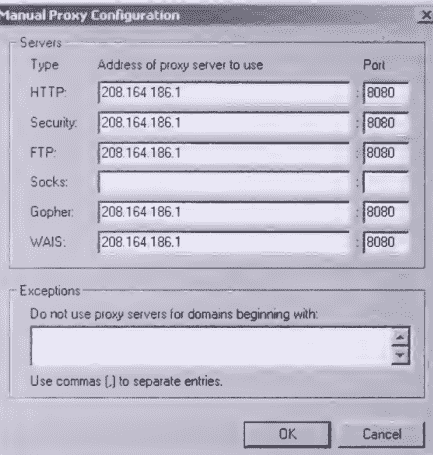 Manual Proxy Configuration
Servers
Type Address of proxy server to use Port
HTTP: 208.164.186.1 : 8080
Security: 208.164.186.1 : 8080
FTP: 208.164.186.1 : 8080
Socks: :
Gopher: 208.164.186.1 : 8080
WAIS: 208.164.186.1 : 8080
Exceptions
Do not use proxy servers for domains beginning with:
Use commas (,) to separate entries.
OK Cancel